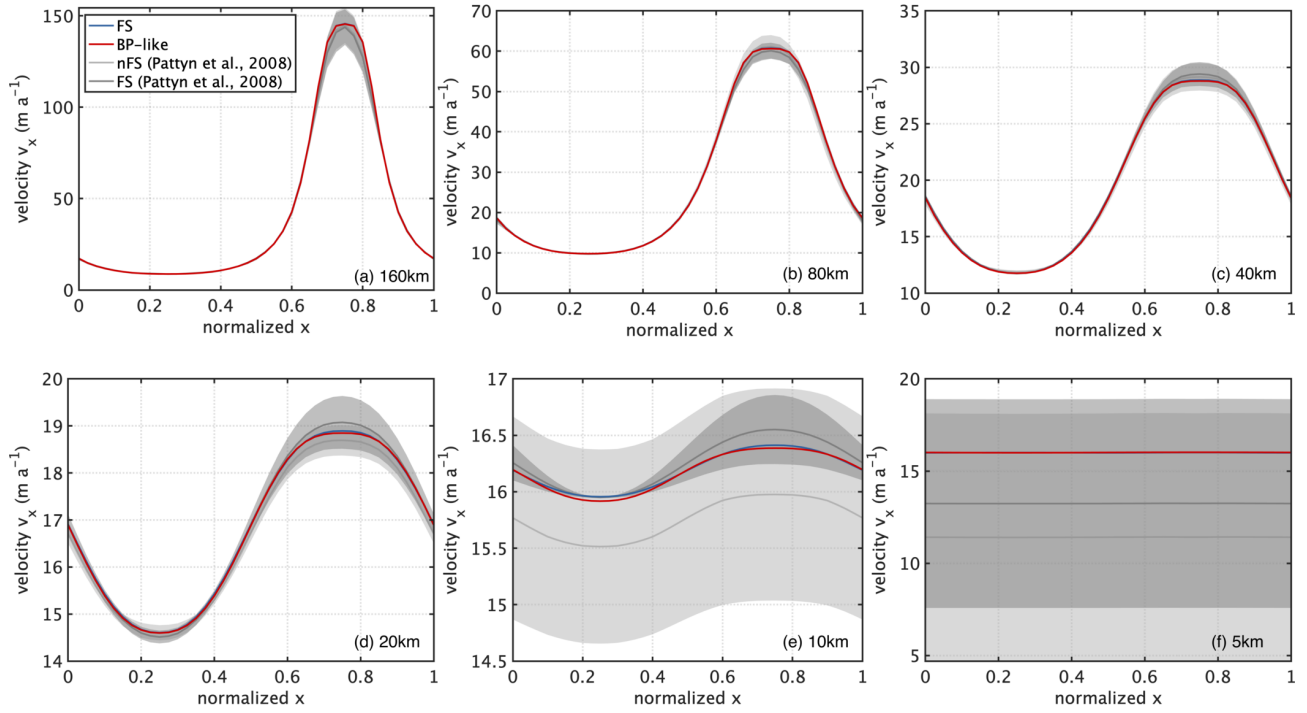 150
100
50
0
velocity v_x (m a⁻¹)
FS
BP-like
nFS (Pattyn et al., 2008)
FS (Pattyn et al., 2008)
(a) 160km
0 0.2 0.4 0.6 0.8 1
normalized x
70
60
50
40
30
20
10
0
velocity v_x (m a⁻¹)
(b) 80km
0 0.2 0.4 0.6 0.8 1
normalized x
35
30
25
20
15
10
velocity v_x (m a⁻¹)
(c) 40km
0 0.2 0.4 0.6 0.8 1
normalized x
20
19
18
17
16
15
14
velocity v_x (m a⁻¹)
(d) 20km
0 0.2 0.4 0.6 0.8 1
normalized x
17
16.5
16
15.5
15
14.5
velocity v_x (m a⁻¹)
(e) 10km
0 0.2 0.4 0.6 0.8 1
normalized x
20
15
10
5
velocity v_x (m a⁻¹)
(f) 5km
0 0.2 0.4 0.6 0.8 1
normalized x